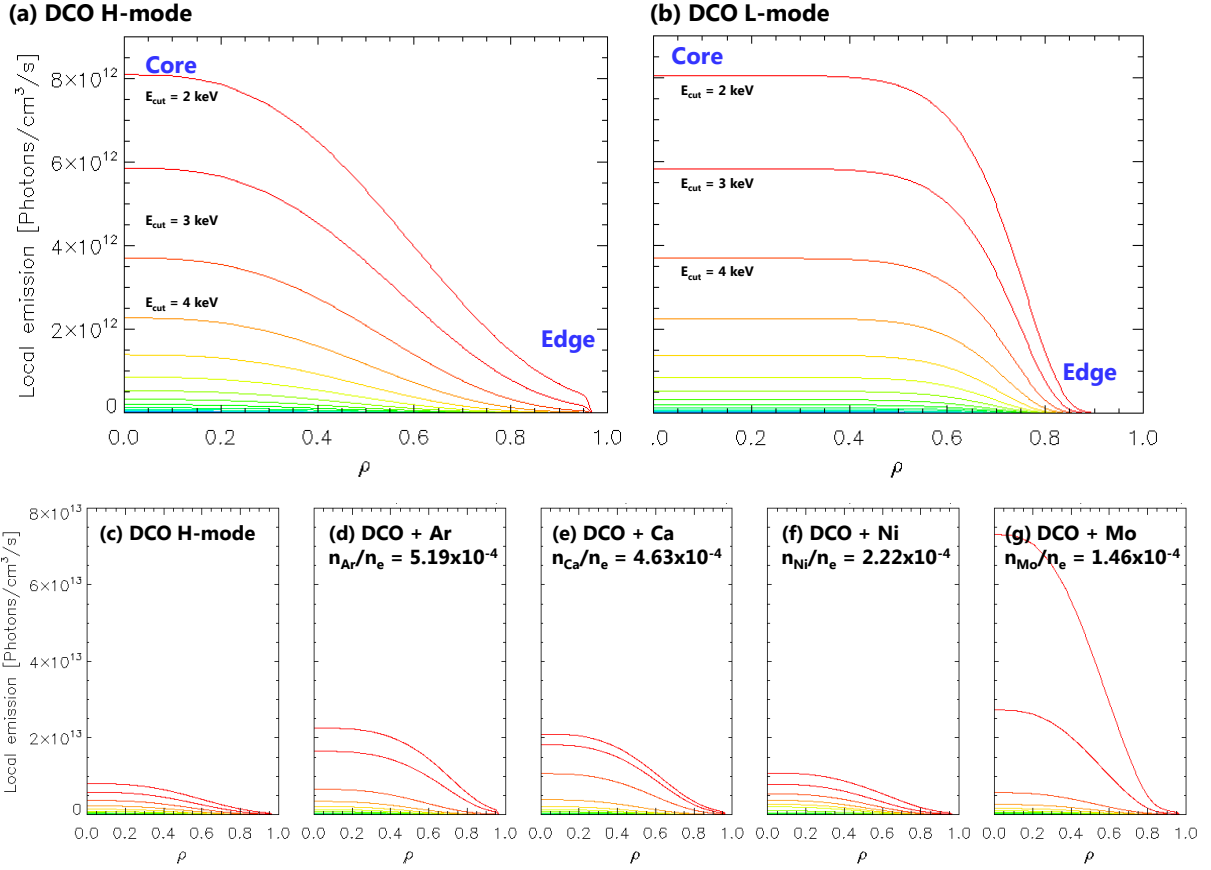 (a) DCO H-mode
(b) DCO L-mode
Local emission [Photons/cm³/s]
8×10¹²
6×10¹²
4×10¹²
2×10¹²
0
Core
E_cut = 2 keV
E_cut = 3 keV
E_cut = 4 keV
Edge
0.0 0.2 0.4 0.6 0.8 1.0
ρ
Core
E_cut = 2 keV
E_cut = 3 keV
E_cut = 4 keV
Edge
.0 0.2 0.4 0.6 0.8 1.0
ρ
Local emission [Photons/cm³/s]
8×10¹³
6×10¹³
4×10¹³
2×10¹³
0
(c) DCO H-mode
0.0 0.2 0.4 0.6 0.8 1.0
ρ
(d) DCO + Ar
n_Ar/n_e = 5.19x10⁻⁴
0.0 0.2 0.4 0.6 0.8 1.0
ρ
(e) DCO + Ca
n_Ca/n_e = 4.63x10⁻⁴
0.0 0.2 0.4 0.6 0.8 1.0
ρ
(f) DCO + Ni
n_Ni/n_e = 2.22x10⁻⁴
0.0 0.2 0.4 0.6 0.8 1.0
ρ
(g) DCO + Mo
n_Mo/n_e = 1.46x10⁻⁴
0.0 0.2 0.4 0.6 0.8 1.0
ρ